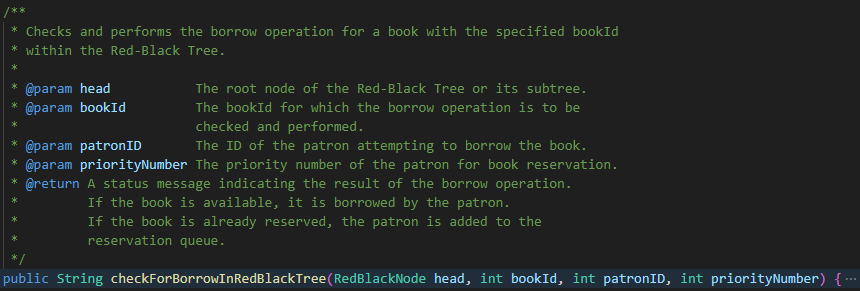 /**
 * Checks and performs the borrow operation for a book with the specified bookId
 * within the Red-Black Tree.
 *
 * @param head           The root node of the Red-Black Tree or its subtree.
 * @param bookId         The bookId for which the borrow operation is to be
 *                       checked and performed.
 * @param patronID       The ID of the patron attempting to borrow the book.
 * @param priorityNumber The priority number of the patron for book reservation.
 * @return A status message indicating the result of the borrow operation.
 *         If the book is available, it is borrowed by the patron.
 *         If the book is already reserved, the patron is added to the
 *         reservation queue.
 */
public String checkForBorrowInRedBlackTree(RedBlackNode head, int bookId, int patronID, int priorityNumber) { ⋯